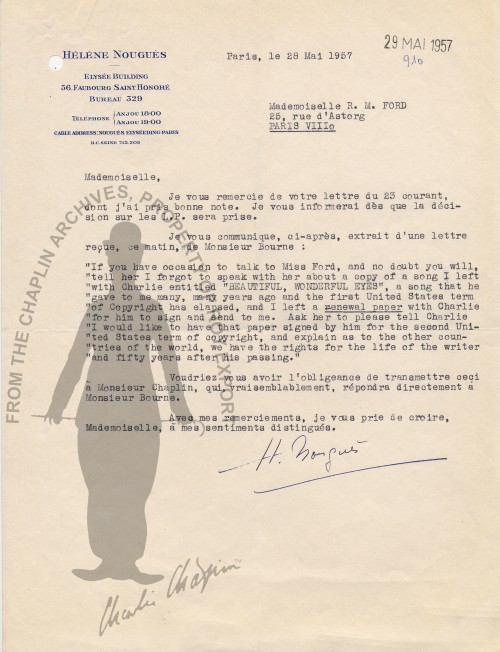 HÉLÈNE NOUGUÈS
ELYSÉE BUILDING
56, FAUBOURG SAINT HONORÉ
BUREAU 329
TÉLÉPHONE ANJOU 18-00
ANJOU 19-00
CABLE ADDRESS: NOUGUÈS ELYBILDING-PARIS
Paris, le 28 Mai 1957
29 MAI 1957
910
Mademoiselle R. M. FORD
25, rue d'Astorg
PARIS VIIIo
Mademoiselle,
Je vous remercie de votre lettre du 23 courant,
dont j'ai pris bonne note. Je vous informerai dès que la déci-
sion sur les L.P. sera prise.
Je vous communique, ci-après, extrait d'une lettre
reçue, ce matin, de Monsieur Bourne :
"If you have occasion to talk to Miss Ford, and no doubt you will,
"tell her I forgot to speak with her about a copy of a song I left
"with Charlie entitled "BEAUTIFUL, WONDERFUL EYES", a song that he
"gave to me many, many years ago and the first United States term
"of Copyright has elapsed, and I left a renewal paper with Charlie
"for him to sign and send to me. Ask her to please tell Charlie
"I would like to have that paper signed by him for the second Uni-
"ted States term of copyright, and explain as to the other coun-
"tries of the world, we have the rights for the life of the writer
"and fifty years after his passing."
Voudriez-vous avoir l'obligeance de transmettre ceci
à Monsieur Chaplin, qui, vraisemblablement, répondra directement à
Monsieur Bourne.
Avec mes remerciements, je vous prie de croire,
Mademoiselle, à mes sentiments distingués.
H. Nouguès
FROM THE CHAPLIN ARCHIVES, PROPERTY OF ROY EXPORT
Charlie Chaplin